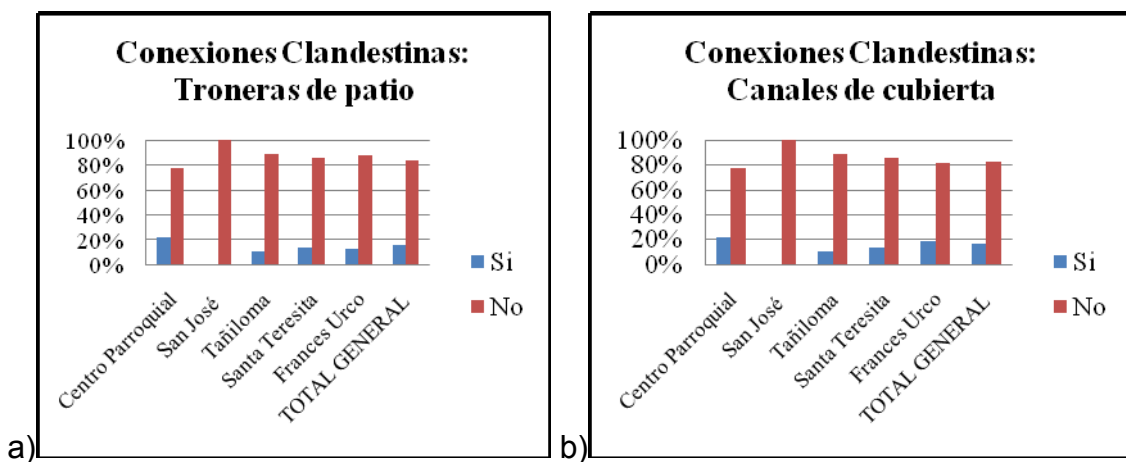 Conexiones Clandestinas:
Troneras de patio
100%
80%
60%
40%
20%
0%
Si
No
Centro Parroquial
San José
Tañiloma
Santa Teresita
Frances Urco
TOTAL GENERAL
a)
Conexiones Clandestinas:
Canales de cubierta
100%
80%
60%
40%
20%
0%
Si
No
Centro Parroquial
San José
Tañiloma
Santa Teresita
Frances Urco
TOTAL GENERAL
b)